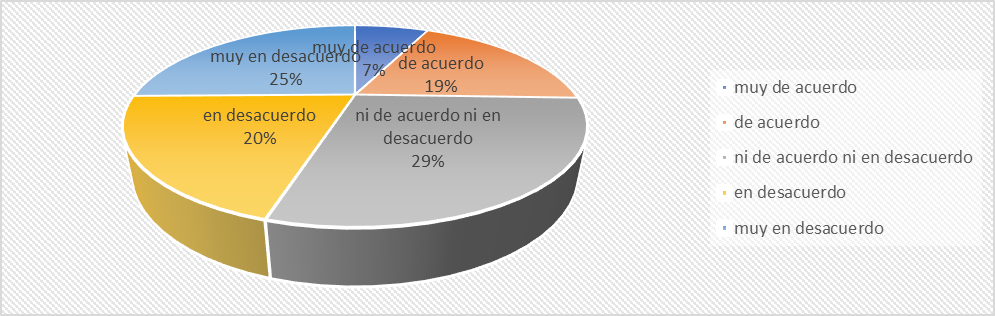 muy de acuerdo
7%
de acuerdo
19%
ni de acuerdo ni en
desacuerdo
29%
en desacuerdo
20%
muy en desacuerdo
25%
muy de acuerdo
de acuerdo
ni de acuerdo ni en desacuerdo
en desacuerdo
muy en desacuerdo